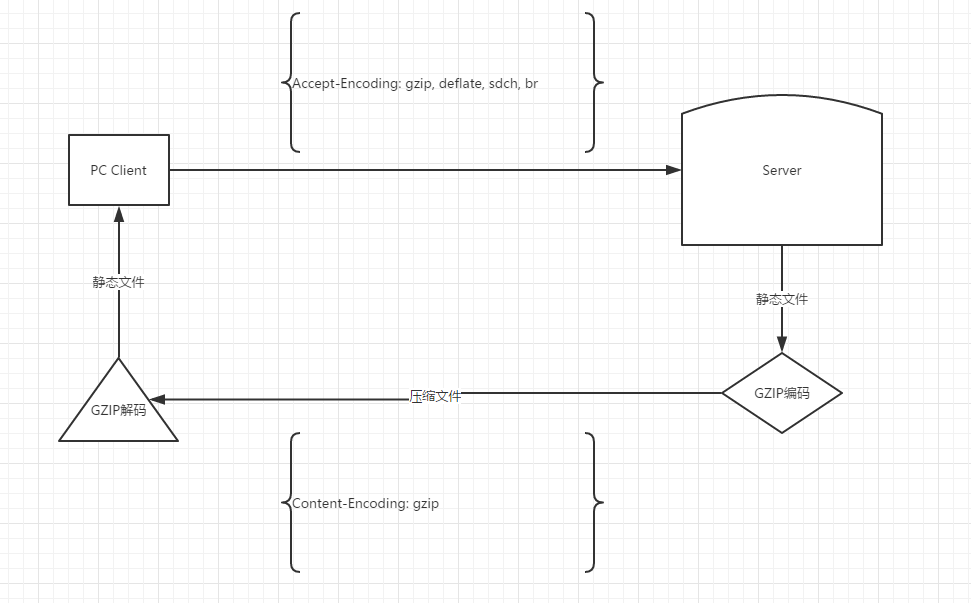 Accept-Encoding: gzip, deflate, sdch, br
PC Client
Server
静态文件
静态文件
GZIP解码
压缩文件
GZIP编码
Content-Encoding: gzip